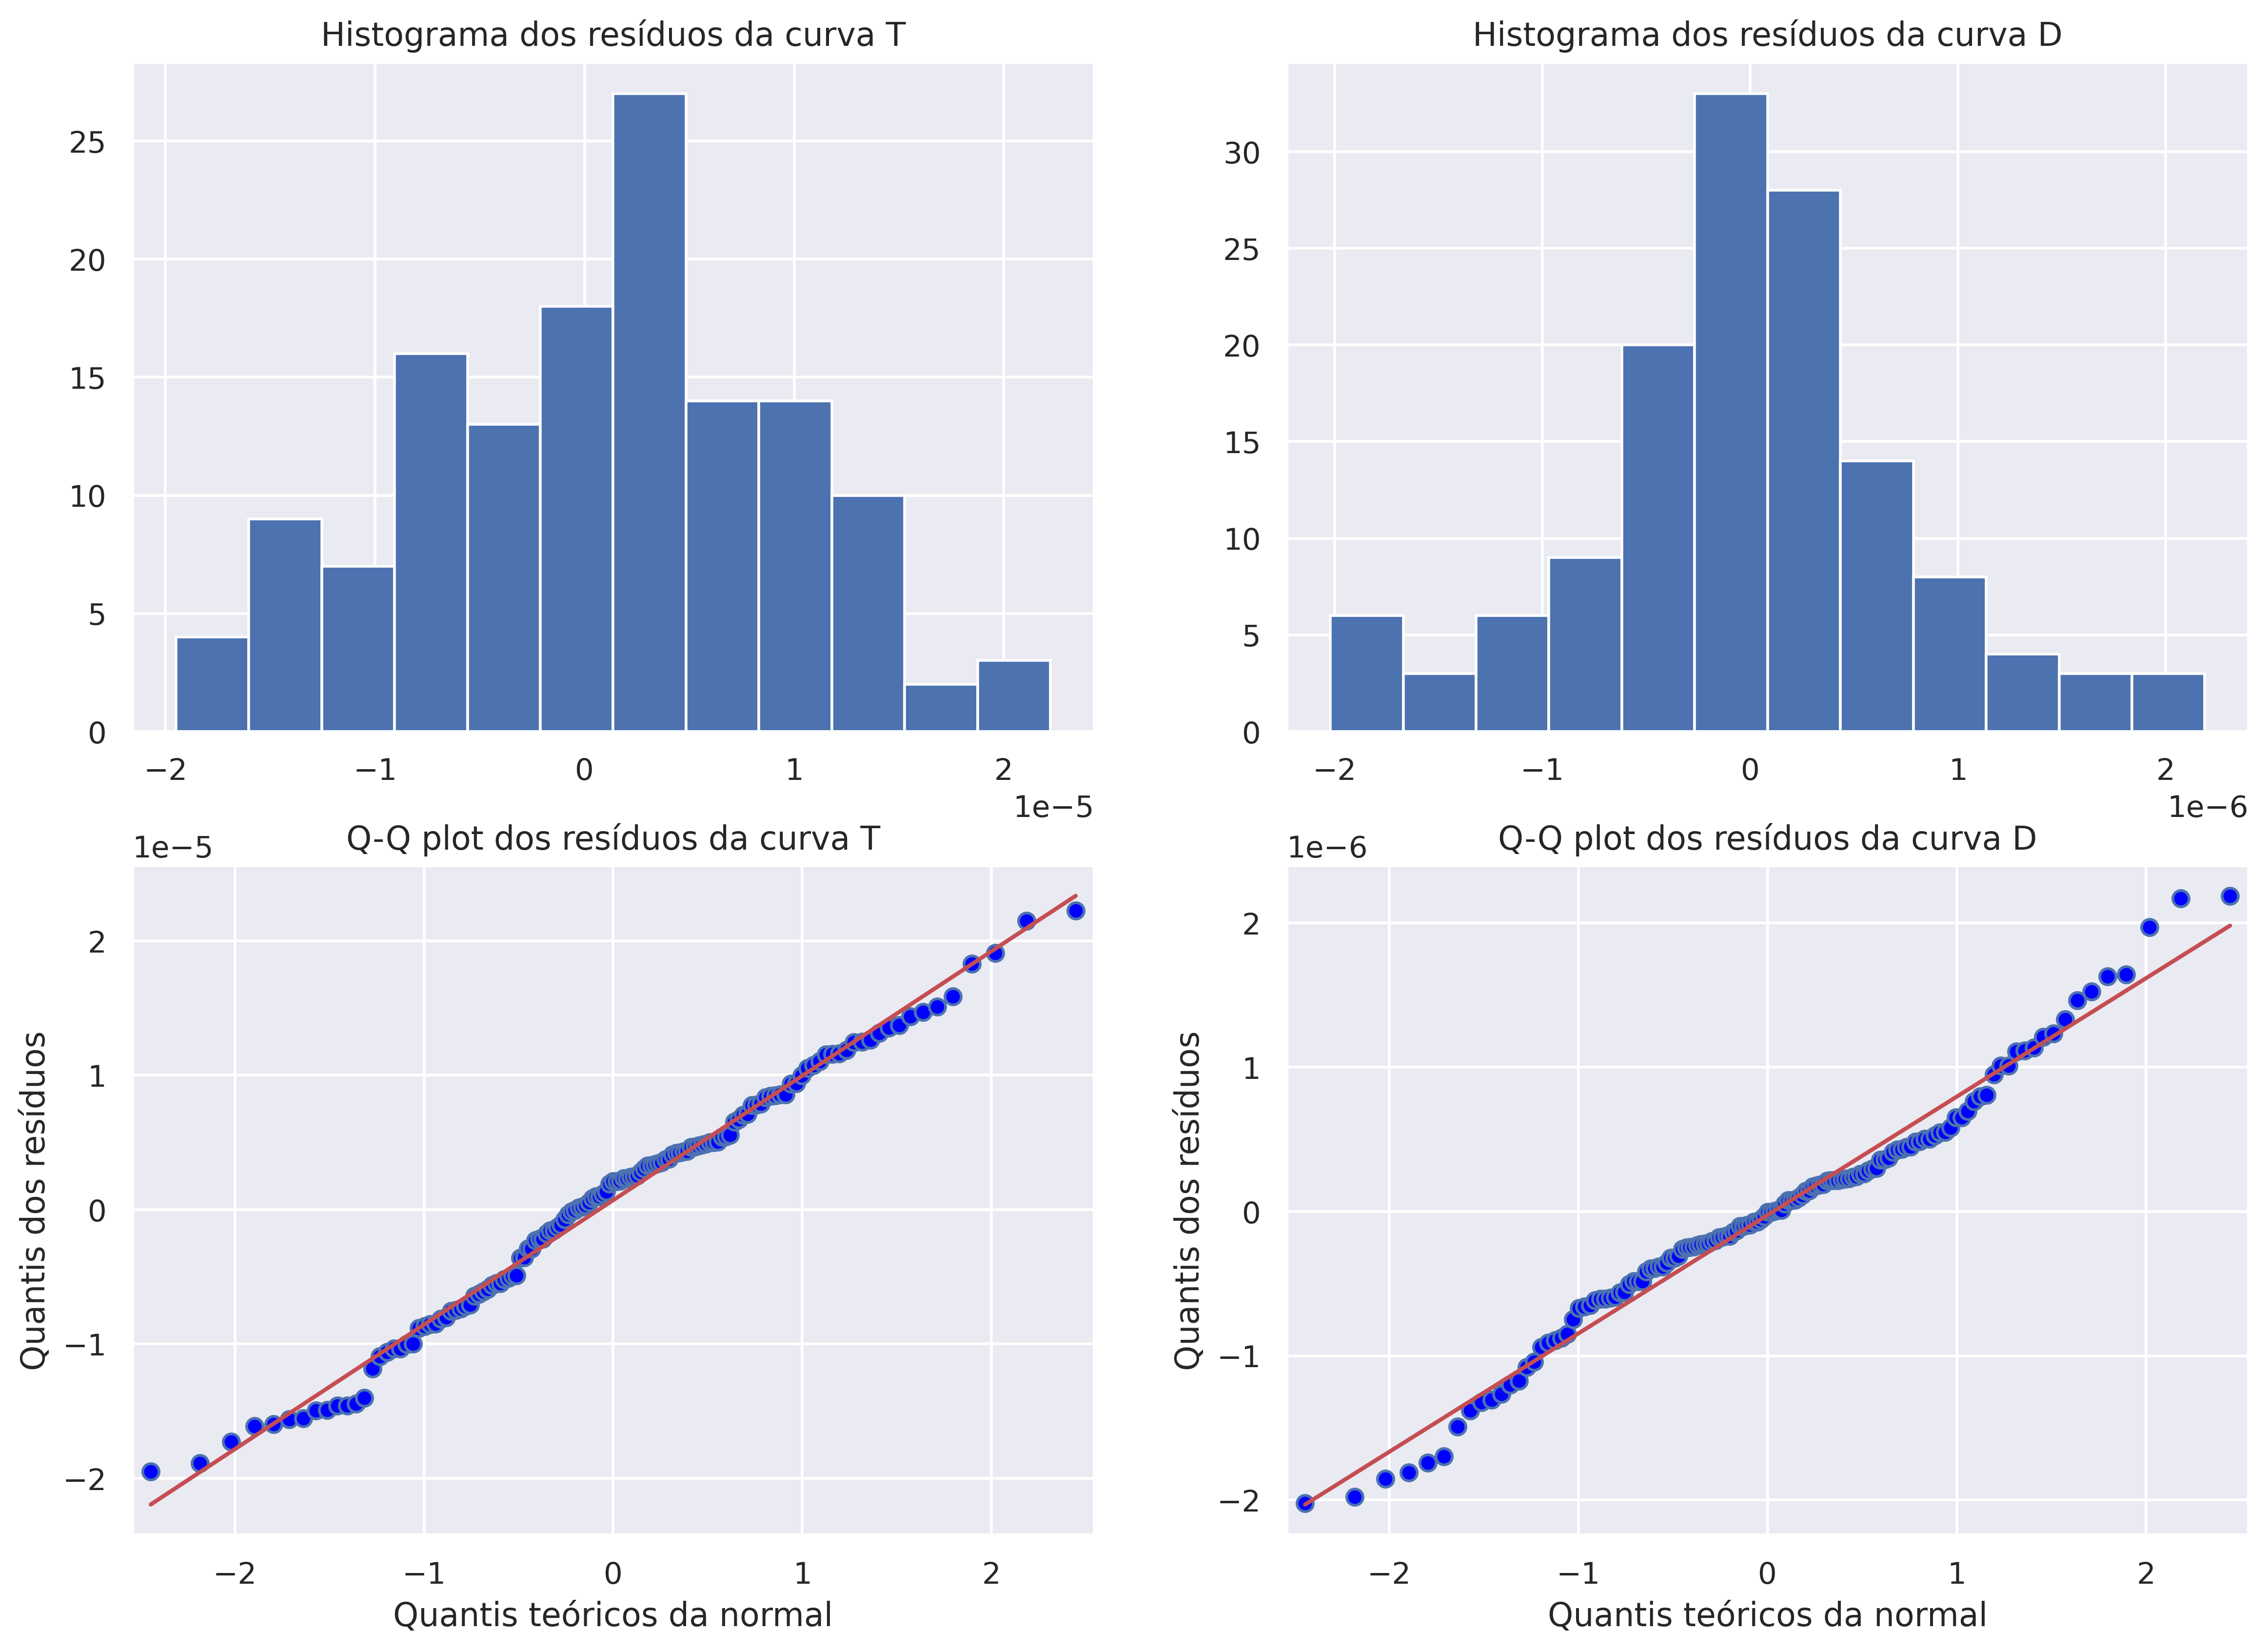 Histograma dos resíduos da curva T
25
20
15
10
5
0
−2 −1 0 1 2
1e−5
Histograma dos resíduos da curva D
30
25
20
15
10
5
0
−2 −1 0 1 2
1e−6
1e−5
Q-Q plot dos resíduos da curva T
Quantis dos resíduos
2
1
0
−1
−2
−2 −1 0 1 2
Quantis teóricos da normal
1e−6
Q-Q plot dos resíduos da curva D
Quantis dos resíduos
2
1
0
−1
−2
−2 −1 0 1 2
Quantis teóricos da normal